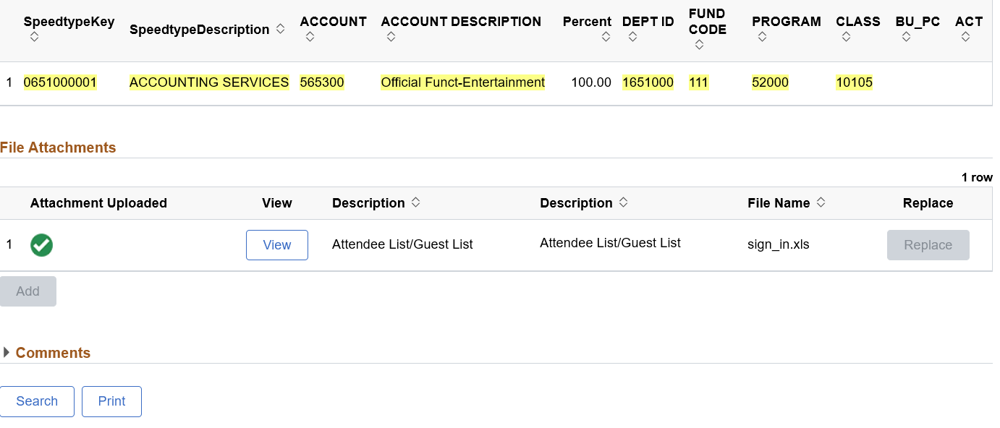 SpeedtypeKey SpeedtypeDescription ACCOUNT ACCOUNT DESCRIPTION Percent DEPT ID FUND CODE PROGRAM CLASS BU_PC ACT
1 0651000001 ACCOUNTING SERVICES 565300 Official Funct-Entertainment 100.00 1651000 111 52000 10105
File Attachments
1 row
Attachment Uploaded View Description Description File Name Replace
1 View Attendee List/Guest List Attendee List/Guest List sign_in.xls Replace
Add
Comments
Search Print